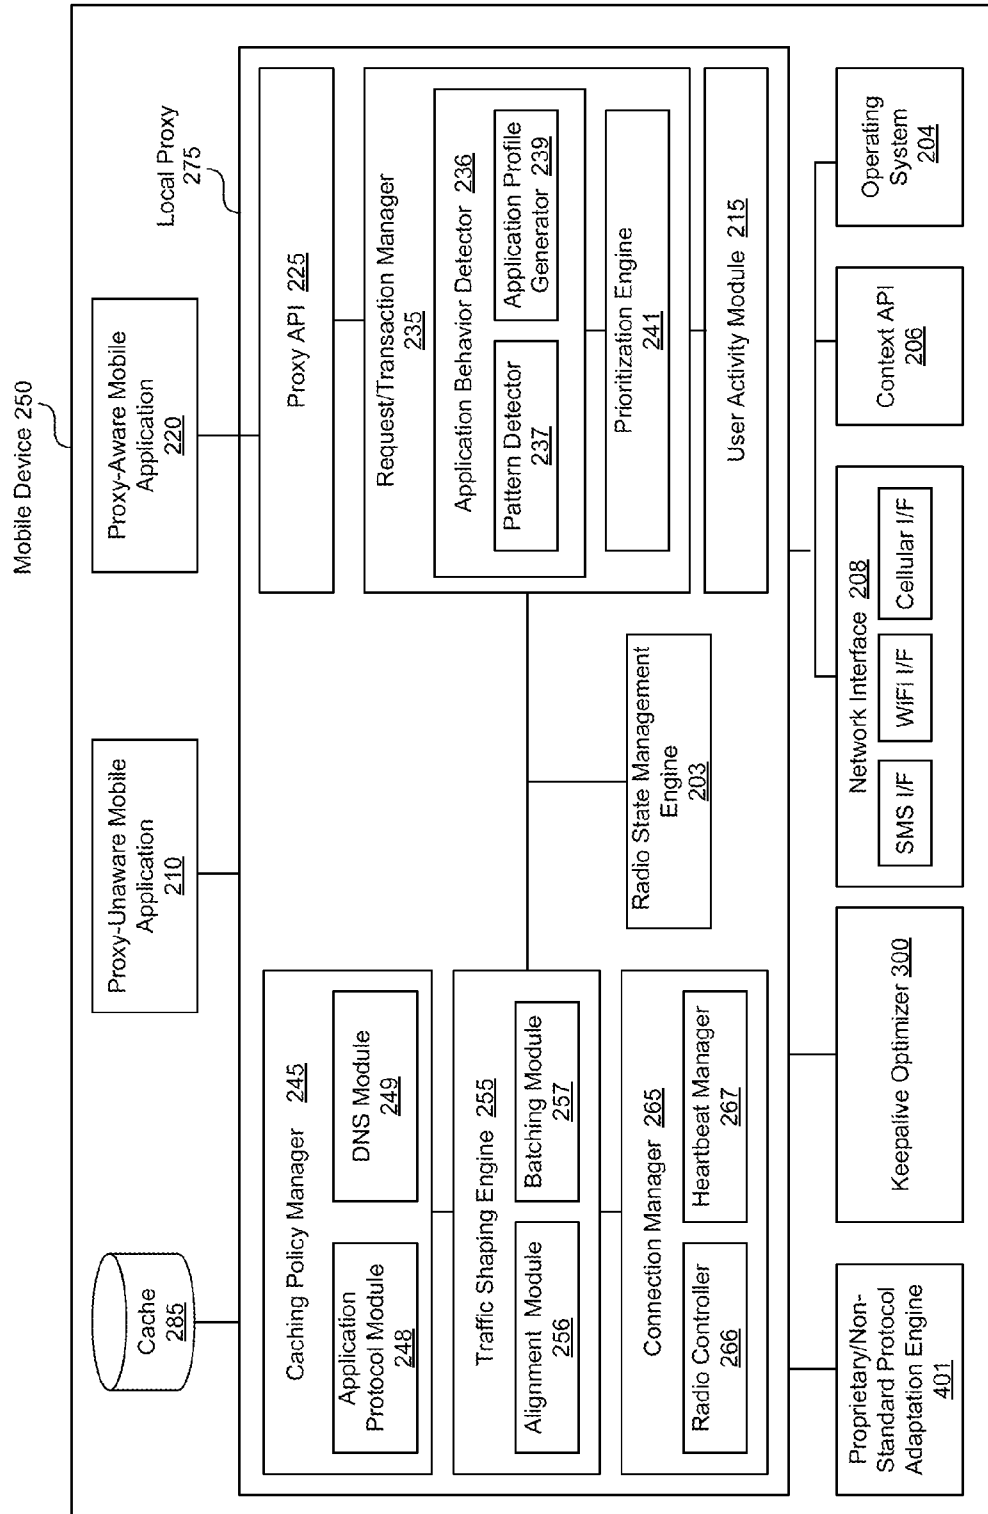 Mobile Device 250
Cache
285
Proxy-Unaware Mobile
Application
210
Proxy-Aware Mobile
Application
220
Local Proxy
275
Caching Policy Manager 245
Application
Protocol Module
248
DNS Module
249
Traffic Shaping Engine 255
Alignment Module
256
Batching Module
257
Connection Manager 265
Radio Controller
266
Heartbeat Manager
267
Radio State Management
Engine
203
Proxy API 225
Request/Transaction Manager
235
Application Behavior Detector 236
Pattern Detector
237
Application Profile
Generator 239
Prioritization Engine
241
User Activity Module 215
Proprietary/Non-
Standard Protocol
Adaptation Engine
401
Keepalive Optimizer 300
Network Interface 208
SMS I/F
WiFi I/F
Cellular I/F
Context API
206
Operating
System
204